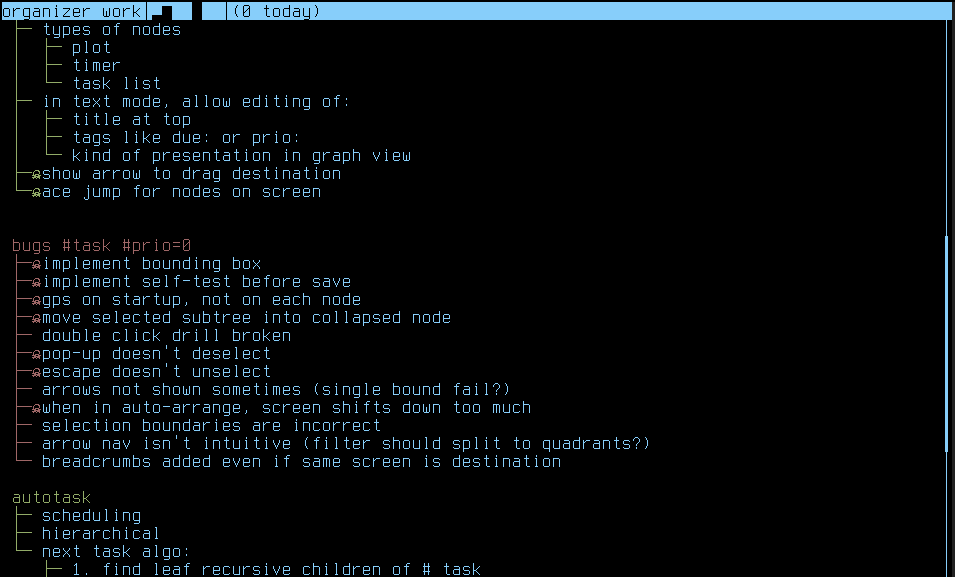 organizer work (0 today)
types of nodes
plot
timer
task list
in text mode, allow editing of:
title at top
tags like due: or prio:
kind of presentation in graph view
show arrow to drag destination
ace jump for nodes on screen
bugs #task #prio=0
implement bounding box
implement self-test before save
gps on startup, not on each node
move selected subtree into collapsed node
double click drill broken
pop-up doesn't deselect
escape doesn't unselect
arrows not shown sometimes (single bound fail?)
when in auto-arrange, screen shifts down too much
selection boundaries are incorrect
arrow nav isn't intuitive (filter should split to quadrants?)
breadcrumbs added even if same screen is destination
autotask
scheduling
hierarchical
next task algo:
1. find leaf recursive children of # task